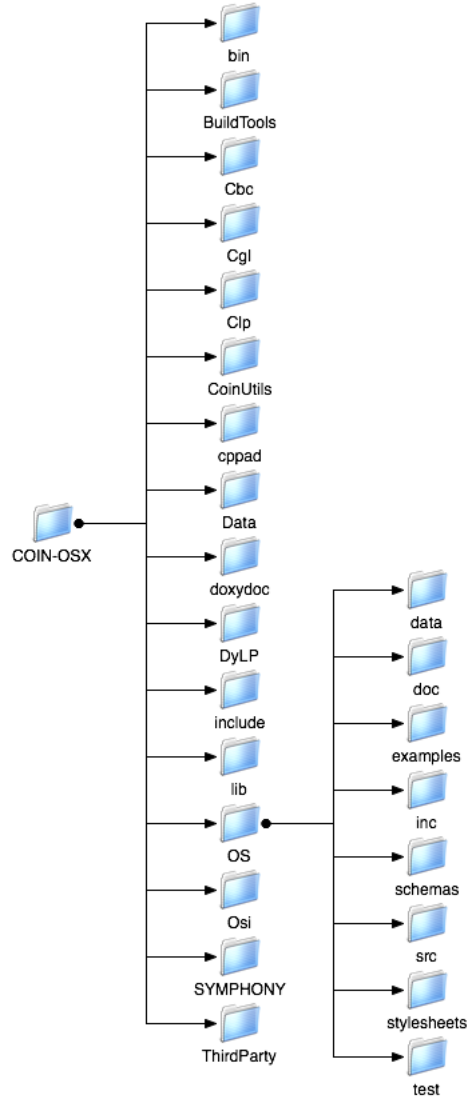 bin
BuildTools
Cbc
Cgl
Clp
CoinUtils
cppad
Data
COIN-OSX
doxydoc
data
DyLP
doc
include
examples
lib
inc
OS
schemas
Osi
src
SYMPHONY
stylesheets
ThirdParty
test